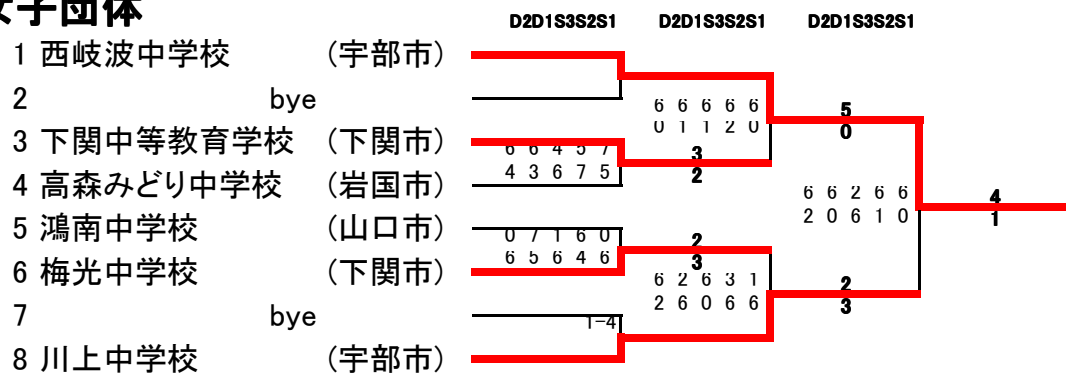 女子団体
D2D1S3S2S1 D2D1S3S2S1 D2D1S3S2S1
1 西岐波中学校 (宇部市)
2 bye
6 6 6 6 6
0 1 1 2 0
5
0
3 下関中等教育学校 (下関市)
6 6 4 5 7
4 3 6 7 5
3
2
4 高森みどり中学校 (岩国市)
6 6 2 6 6
2 0 6 1 0
4
1
5 鴻南中学校 (山口市)
0 7 1 6 0
6 5 6 4 6
2
3
6 梅光中学校 (下関市)
6 2 6 3 1
2 6 0 6 6
2
3
7 bye
1-4
8 川上中学校 (宇部市)